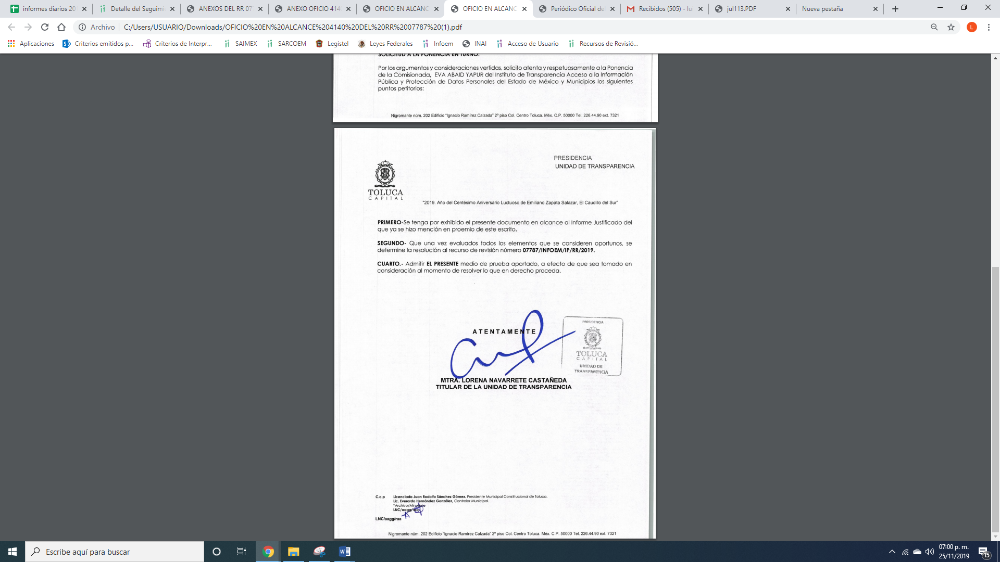 informes diarios 201
Detalle del Seguimi
ANEXOS DEL RR 077
ANEXO OFICIO 4140
OFICIO EN ALCANC
OFICIO EN ALCANC
Periódico Oficial del
Recibidos (505) - lui
jul113.PDF
Nueva pestaña
Archivo
C:/Users/USUARIO/Downloads/OFICIO%20EN%20ALCANCE%204140%20DEL%20RR%2007787%20(1).pdf
L
Aplicaciones
Criterios emitidos p...
Criterios de Interpr...
SAIMEX
SARCOEM
Legistel
Leyes Federales
Infoem
INAI
Acceso de Usuario
Recursos de Revisió...
SOLICITUD A LA PONENCIA EN TURNO:
Por los argumentos y consideraciones vertidas, solicito atenta y respetuosamente a la Ponencia
de la Comisionada, EVA ABAID YAPUR del Instituto de Transparencia Acceso a la Información
Pública y Protección de Datos Personales del Estado de México y Municipios los siguientes
puntos petitorios:
Nigromante núm. 202 Edificio "Ignacio Ramírez Calzada" 2º piso Col. Centro Toluca. Méx. C.P. 50000 Tel. 226.44.90 ext. 7321
PRESIDENCIA
UNIDAD DE TRANSPARENCIA
TOLUCA
CAPITAL
"2019. Año del Centésimo Aniversario Luctuoso de Emiliano Zapata Salazar, El Caudillo del Sur"
PRIMERO-Se tenga por exhibido el presente documento en alcance al Informe Justificado del
que ya se hizo mención en proemio de este escrito.
SEGUNDO- Que una vez evaluados todos los elementos que se consideren oportunos, se
determine la resolución al recurso de revisión número 07787/INFOEM/IP/RR/2019.
CUARTO.- Admitir EL PRESENTE medio de prueba aportado, a efecto de que sea tomado en
consideración al momento de resolver lo que en derecho proceda.
ATENTAMENTE
PRESIDENCIA
TOLUCA
CAPITAL
UNIDAD DE
TRANSPARENCIA
MTRA. LORENA NAVARRETE CASTAÑEDA
TITULAR DE LA UNIDAD DE TRANSPARENCIA
C.c.p Licenciado Juan Rodolfo Sánchez Gómez. Presidente Municipal Constitucional de Toluca.
Lic. Everardo Hernández González, Contralor Municipal.
*Archivo/Minutario
LNC/aagg/raa
LNC/aagg/raa
Nigromante núm. 202 Edificio "Ignacio Ramírez Calzada" 2º piso Col. Centro Toluca. Méx. C.P. 50000 Tel. 226.44.90 ext. 7321
Escribe aquí para buscar
07:00 p. m.
25/11/2019
15